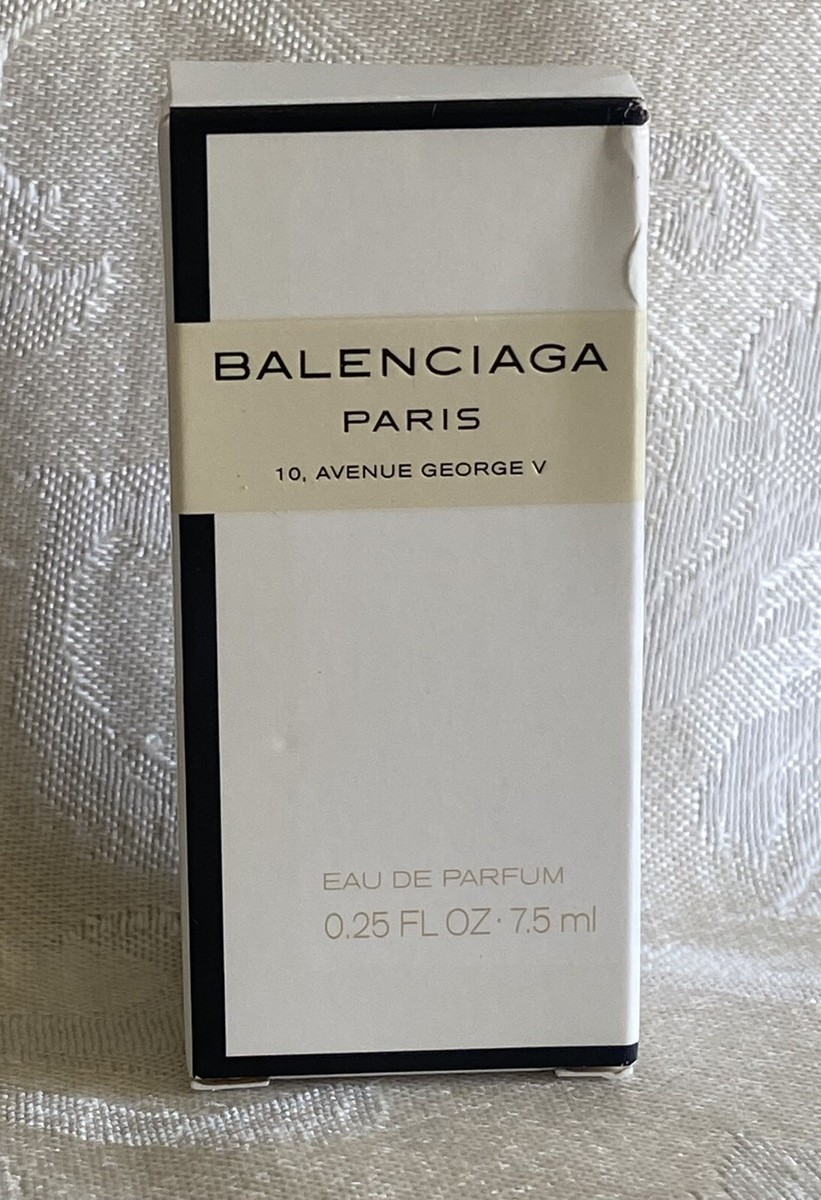 BALENCIAGA
PARIS
10, AVENUE GEORGE V
EAU DE PARFUM
0.25 FL OZ · 7.5 ml